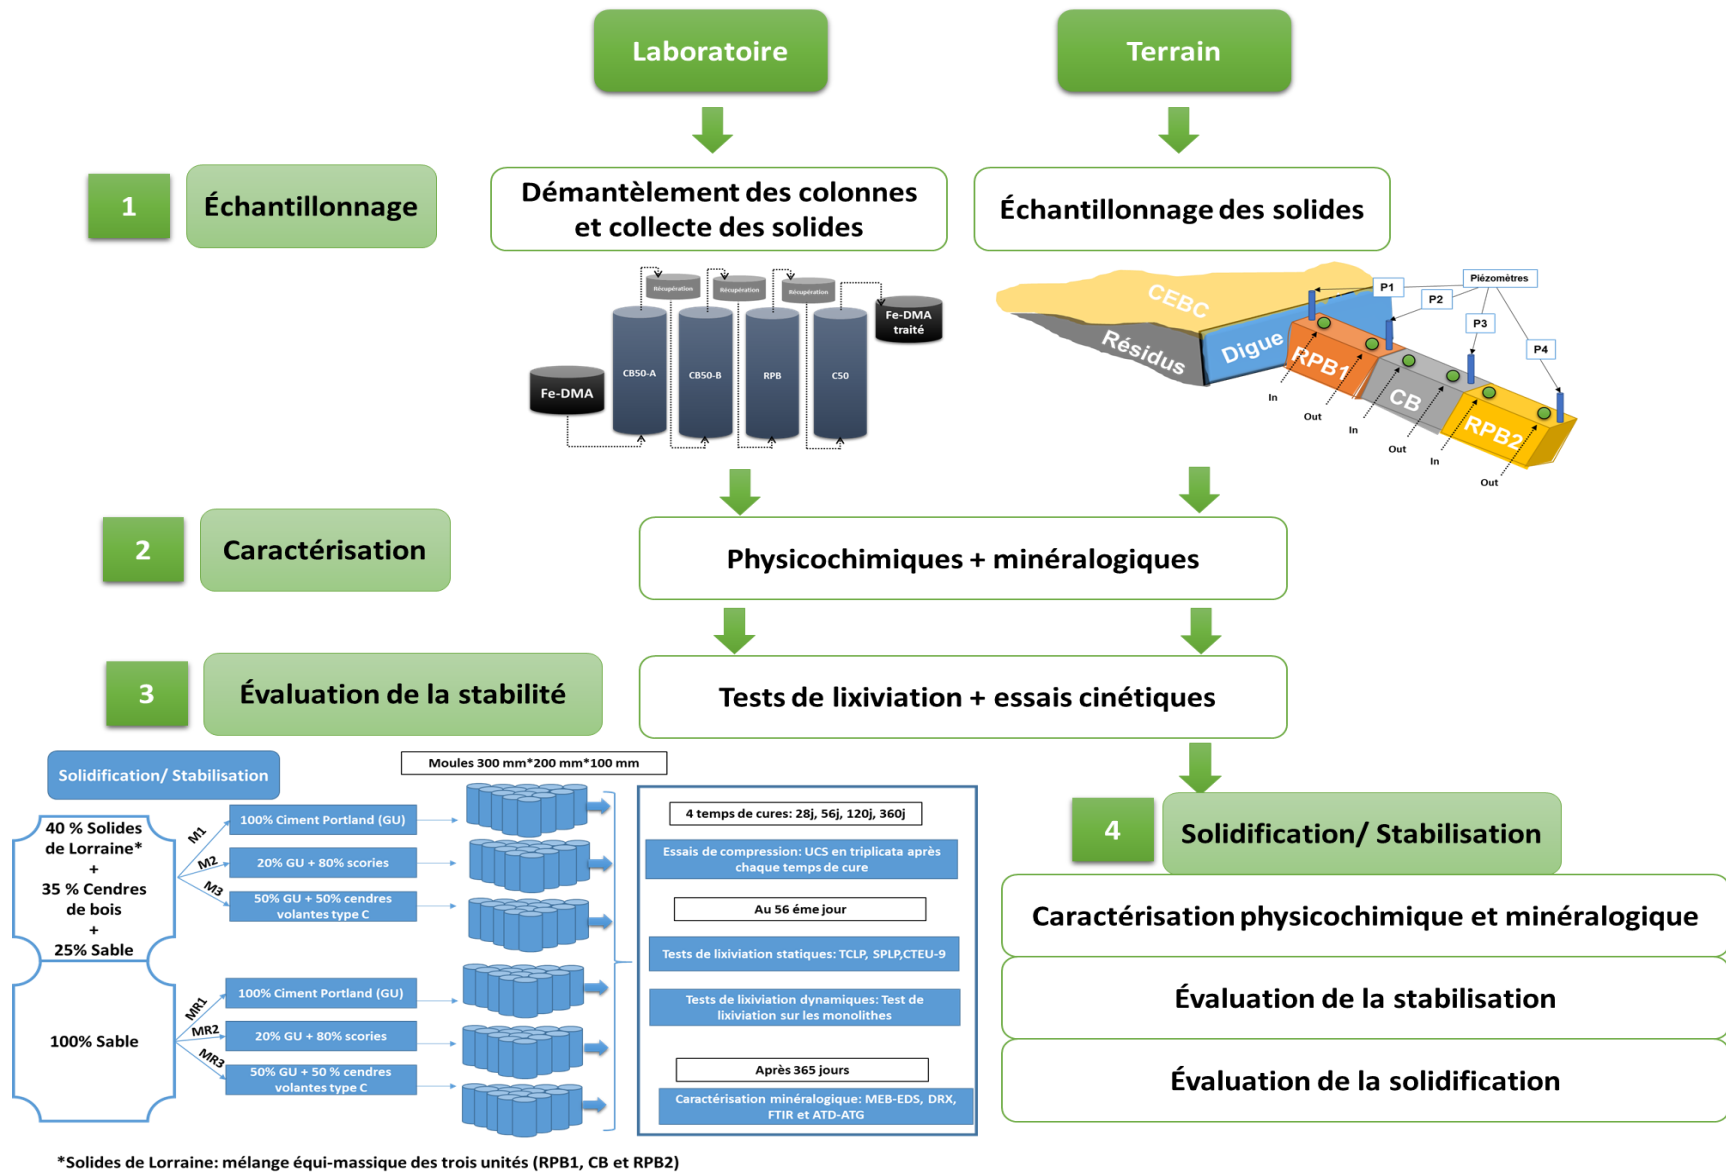 Laboratoire
Terrain
1
Échantillonnage
Démantèlement des colonnes
et collecte des solides
Échantillonnage des solides
Récupération
Récupération
Récupération
Fe-DMA
traité
CB50-A
CB50-B
RPB
C50
Fe-DMA
CEBC
Résidus
Digue
RPB1
CB
RPB2
Piézomètres
P1
P2
P3
P4
In
Out
In
Out
In
Out
2
Caractérisation
Physicochimiques + minéralogiques
3
Évaluation de la stabilité
Tests de lixiviation + essais cinétiques
Solidification/ Stabilisation
Moules 300 mm*200 mm*100 mm
40 % Solides
de Lorraine*
+
35 % Cendres
de bois
+
25% Sable
M1
M2
M3
100% Ciment Portland (GU)
20% GU + 80% scories
50% GU + 50% cendres
volantes type C
100% Sable
MR1
MR2
MR3
100% Ciment Portland (GU)
20% GU + 80% scories
50% GU + 50 % cendres
volantes type C
4 temps de cures: 28j, 56j, 120j, 360j
Essais de compression: UCS en triplicata après
chaque temps de cure
Au 56 éme jour
Tests de lixiviation statiques: TCLP, SPLP,CTEU-9
Tests de lixiviation dynamiques: Test de
lixiviation sur les monolithes
Après 365 jours
Caractérisation minéralogique: MEB-EDS, DRX,
FTIR et ATD-ATG
4
Solidification/ Stabilisation
Caractérisation physicochimique et minéralogique
Évaluation de la stabilisation
Évaluation de la solidification
*Solides de Lorraine: mélange équi-massique des trois unités (RPB1, CB et RPB2)